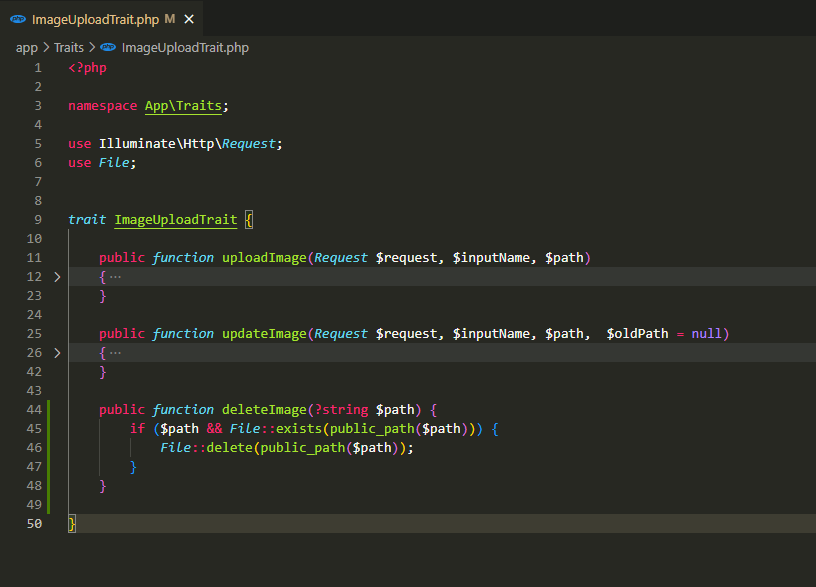 php ImageUploadTrait.php M ×
app > Traits > php ImageUploadTrait.php
1 <?php
2
3 namespace App\Traits;
4
5 use Illuminate\Http\Request;
6 use File;
7
8
9 trait ImageUploadTrait {
10
11 public function uploadImage(Request $request, $inputName, $path)
12 > { ···
23 }
24
25 public function updateImage(Request $request, $inputName, $path,  $oldPath = null)
26 > { ···
42 }
43
44 public function deleteImage(?string $path) {
45 if ($path && File::exists(public_path($path))) {
46 File::delete(public_path($path));
47 }
48 }
49
50 }